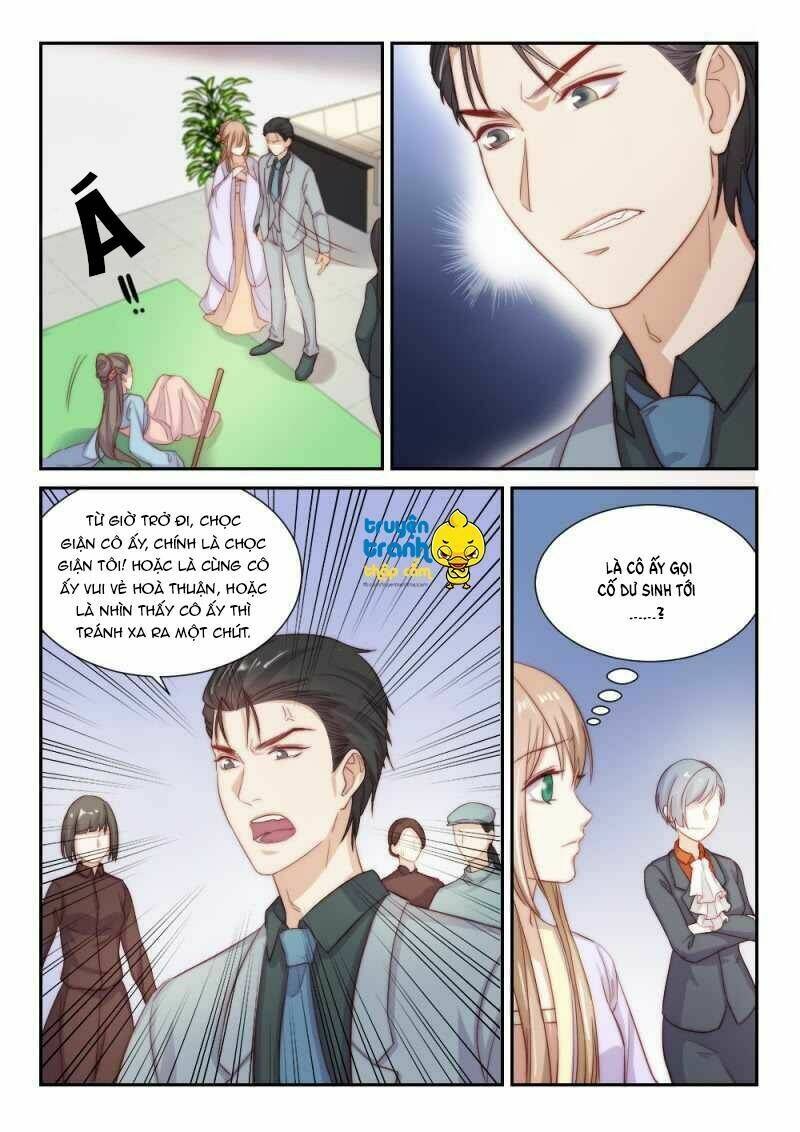 Á
!!
TỪ GIỜ TRỞ ĐI, CHỌC
GIẬN CÔ ẤY, CHÍNH LÀ CHỌC
GIẬN TÔI! HOẶC LÀ CÙNG CÔ
ẤY VUI VẺ HOÀ THUẬN, HOẶC
LÀ NHÌN THẤY CÔ ẤY THÌ
TRÁNH XA RA MỘT CHÚT.
truyện
tranh
thập cẩm
LÀ CÔ ẤY GỌI
CỐ DƯ SINH TỚI
......?